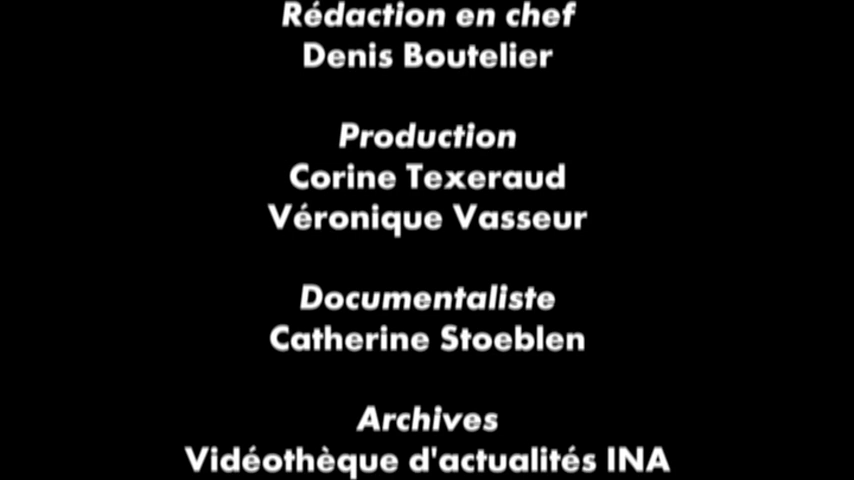 Rédaction en chef
Denis Boutelier
Production
Corine Texeraud
Véronique Vasseur
Documentaliste
Catherine Stoeblen
Archives
Vidéothèque d'actualités INA